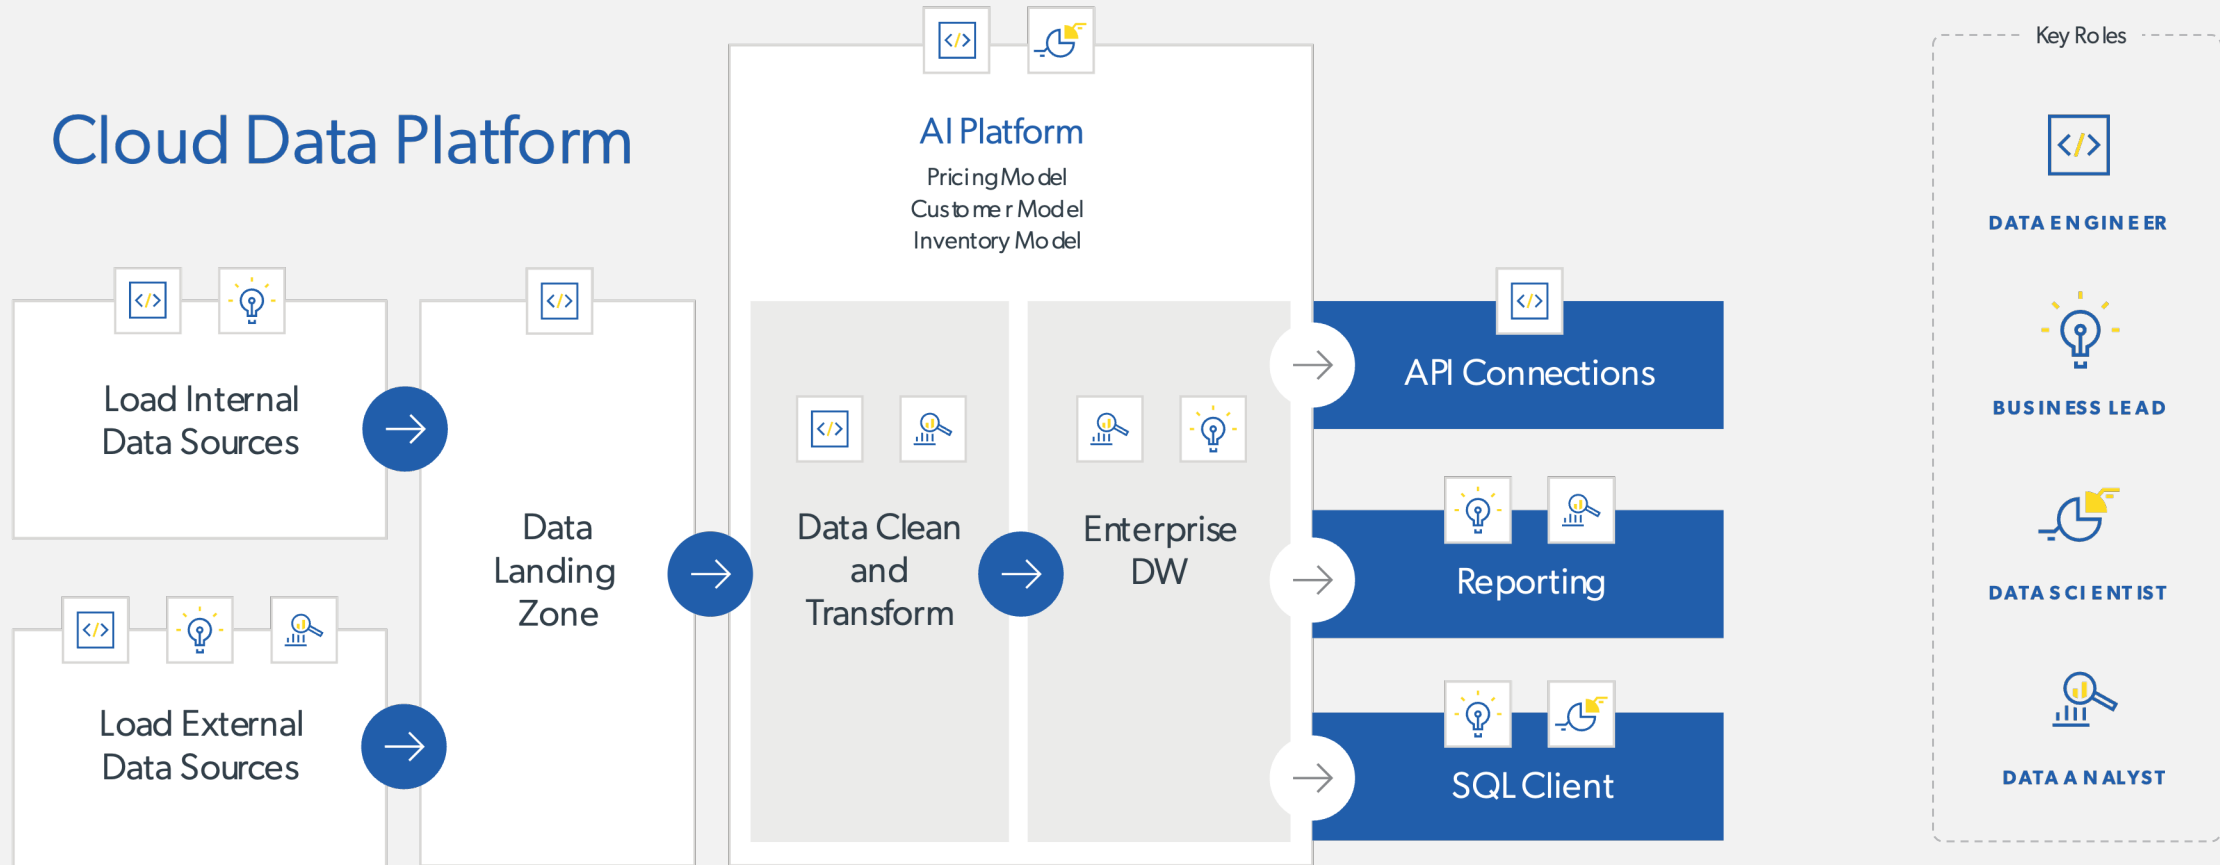 Cloud Data Platform
AI Platform
Pricing Model
Customer Model
Inventory Model
Load Internal
Data Sources
Load External
Data Sources
Data
Landing
Zone
Data Clean
and
Transform
Enterprise
DW
API Connections
Reporting
SQL Client
Key Roles
DATA ENGINEER
BUSINESS LEAD
DATA SCIENTIST
DATA ANALYST